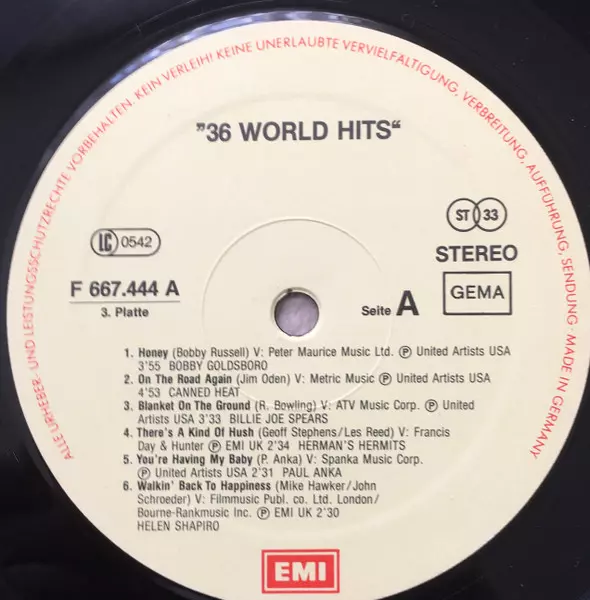 ALLE URHEBER- UND LEISTUNGSSCHUTZRECHTE VORBEHALTEN. KEIN VERLEIH! KEINE UNERLAUBTE VERVIELFÄLTIGUNG, VERBREITUNG, AUFFÜHRUNG, SENDUNG · MADE IN GERMANY
"36 WORLD HITS"
LC 0542
ST 33
STEREO
F 667.444 A
3. Platte
Seite A
GEMA
1. Honey (Bobby Russell) V: Peter Maurice Music Ltd. Ⓟ United Artists USA
3'55 BOBBY GOLDSBORO
2. On The Road Again (Jim Oden) V: Metric Music Ⓟ United Artists USA
4'53 CANNED HEAT
3. Blanket On The Ground (R. Bowling) V: ATV Music Corp. Ⓟ United
Artists USA 3'33 BILLIE JOE SPEARS
4. There's A Kind Of Hush (Geoff Stephens/Les Reed) V: Francis
Day & Hunter Ⓟ EMI UK 2'34 HERMAN'S HERMITS
5. You're Having My Baby (P. Anka) V: Spanka Music Corp.
Ⓟ United Artists USA 2'31 PAUL ANKA
6. Walkin' Back To Happiness (Mike Hawker/John
Schroeder) V: Filmmusic Publ. co. Ltd. London/
Bourne-Rankmusic Inc. Ⓟ EMI UK 2'30
HELEN SHAPIRO
EMI